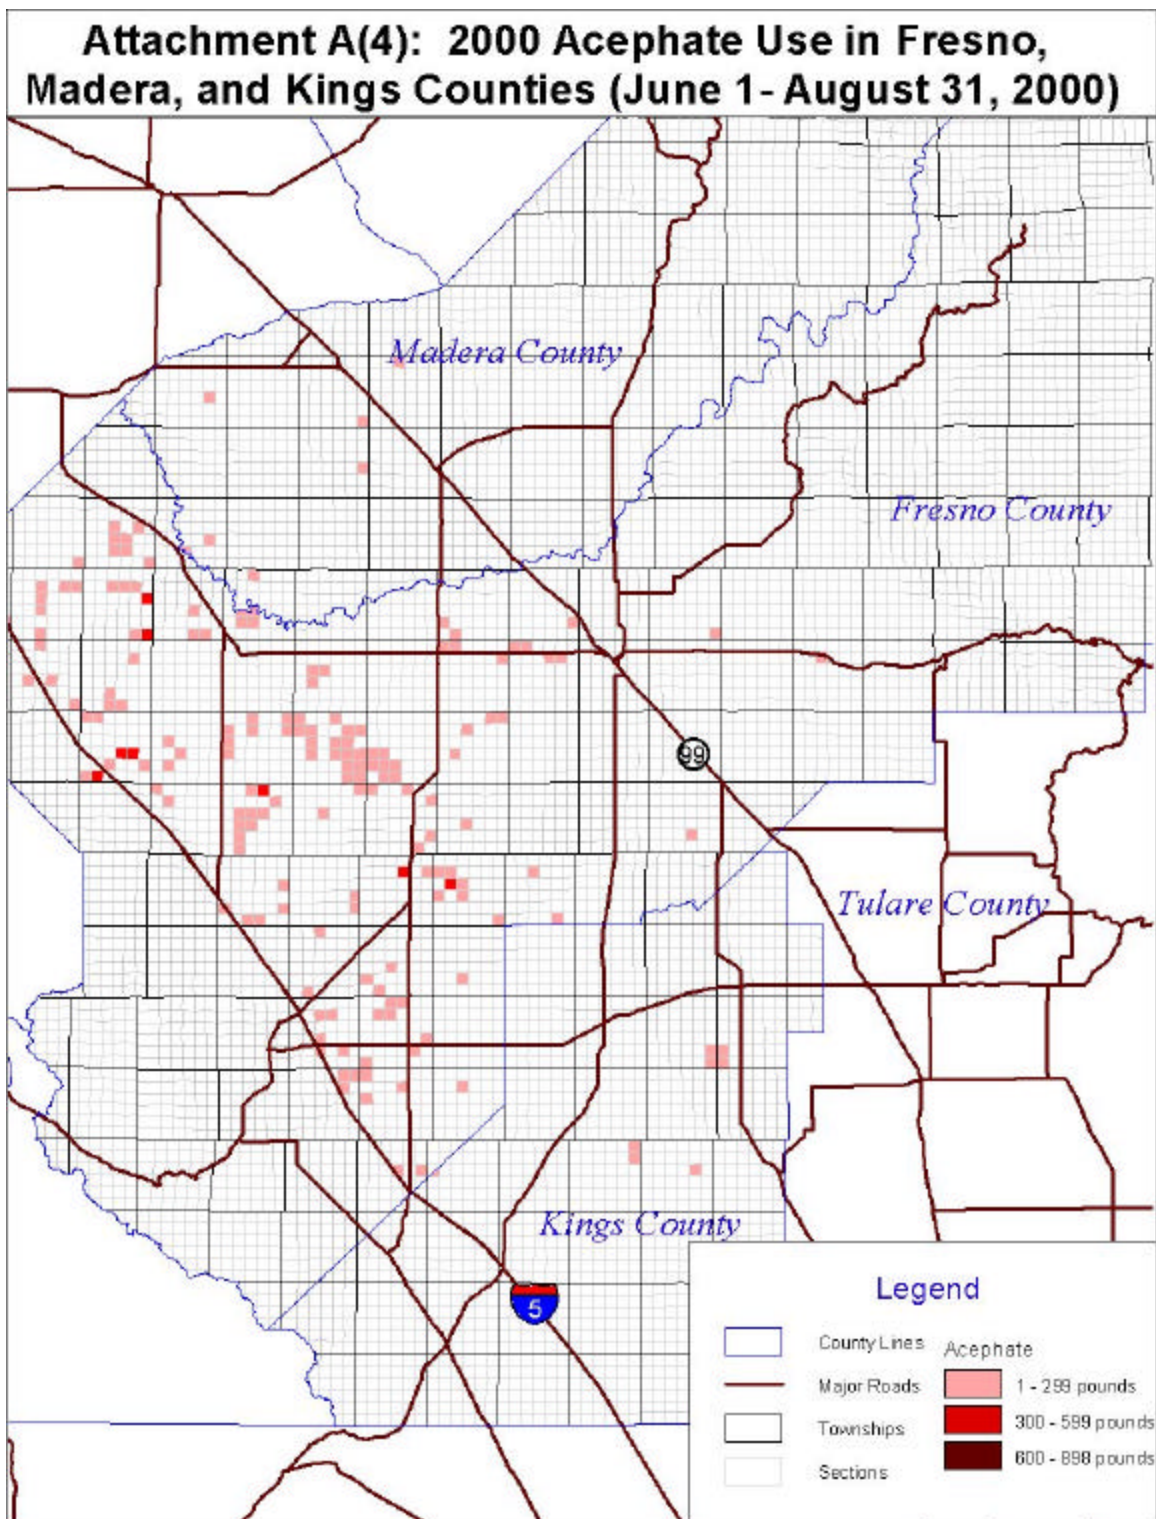 Attachment A(4): 2000 Acephate Use in Fresno,
Madera, and Kings Counties (June 1- August 31, 2000)
Madera County
Fresno County
99
Tulare County
Kings County
5
Legend
County Lines
Major Roads
Townships
Sections
Acephate
1 - 299 pounds
300 - 599 pounds
600 - 898 pounds